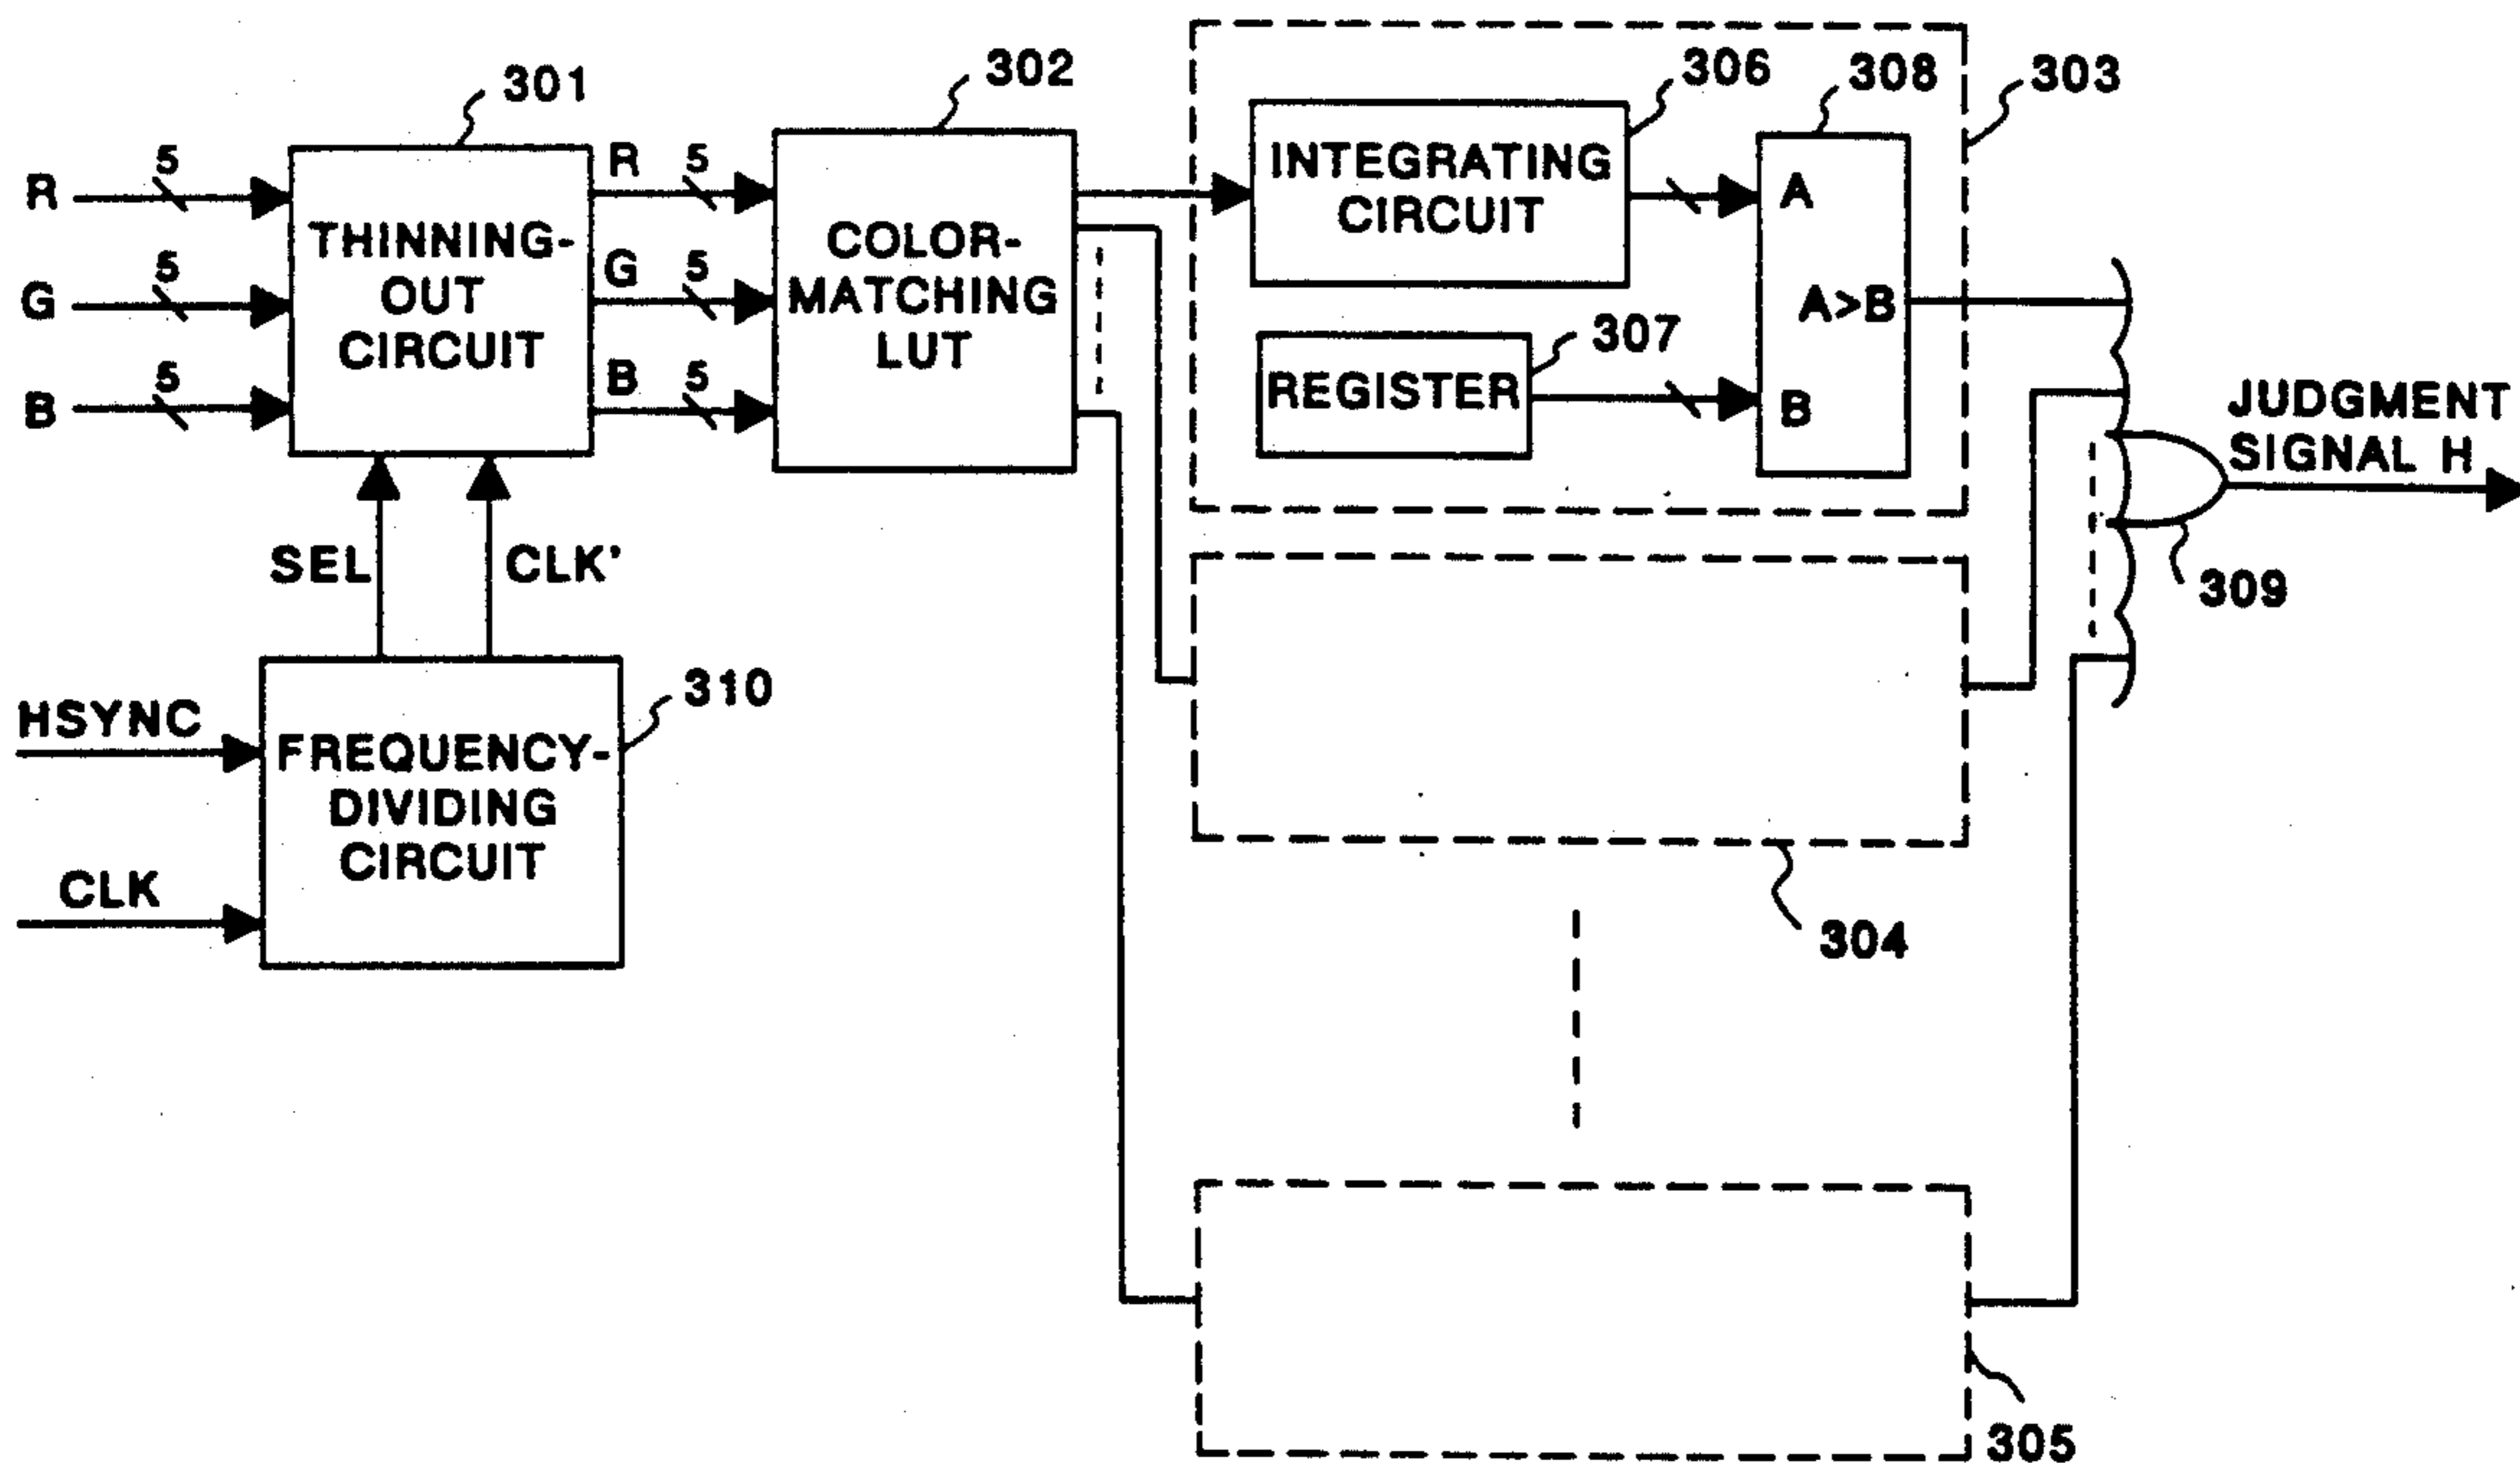 301
302
306
308
303
R
5
G
5
B
5
THINNING-
OUT
CIRCUIT
R
5
G
5
B
5
COLOR-
MATCHING
LUT
INTEGRATING
CIRCUIT
A
A>B
B
307
REGISTER
JUDGMENT
SIGNAL H
309
SEL
CLK'
310
HSYNC
CLK
FREQUENCY-
DIVIDING
CIRCUIT
304
305